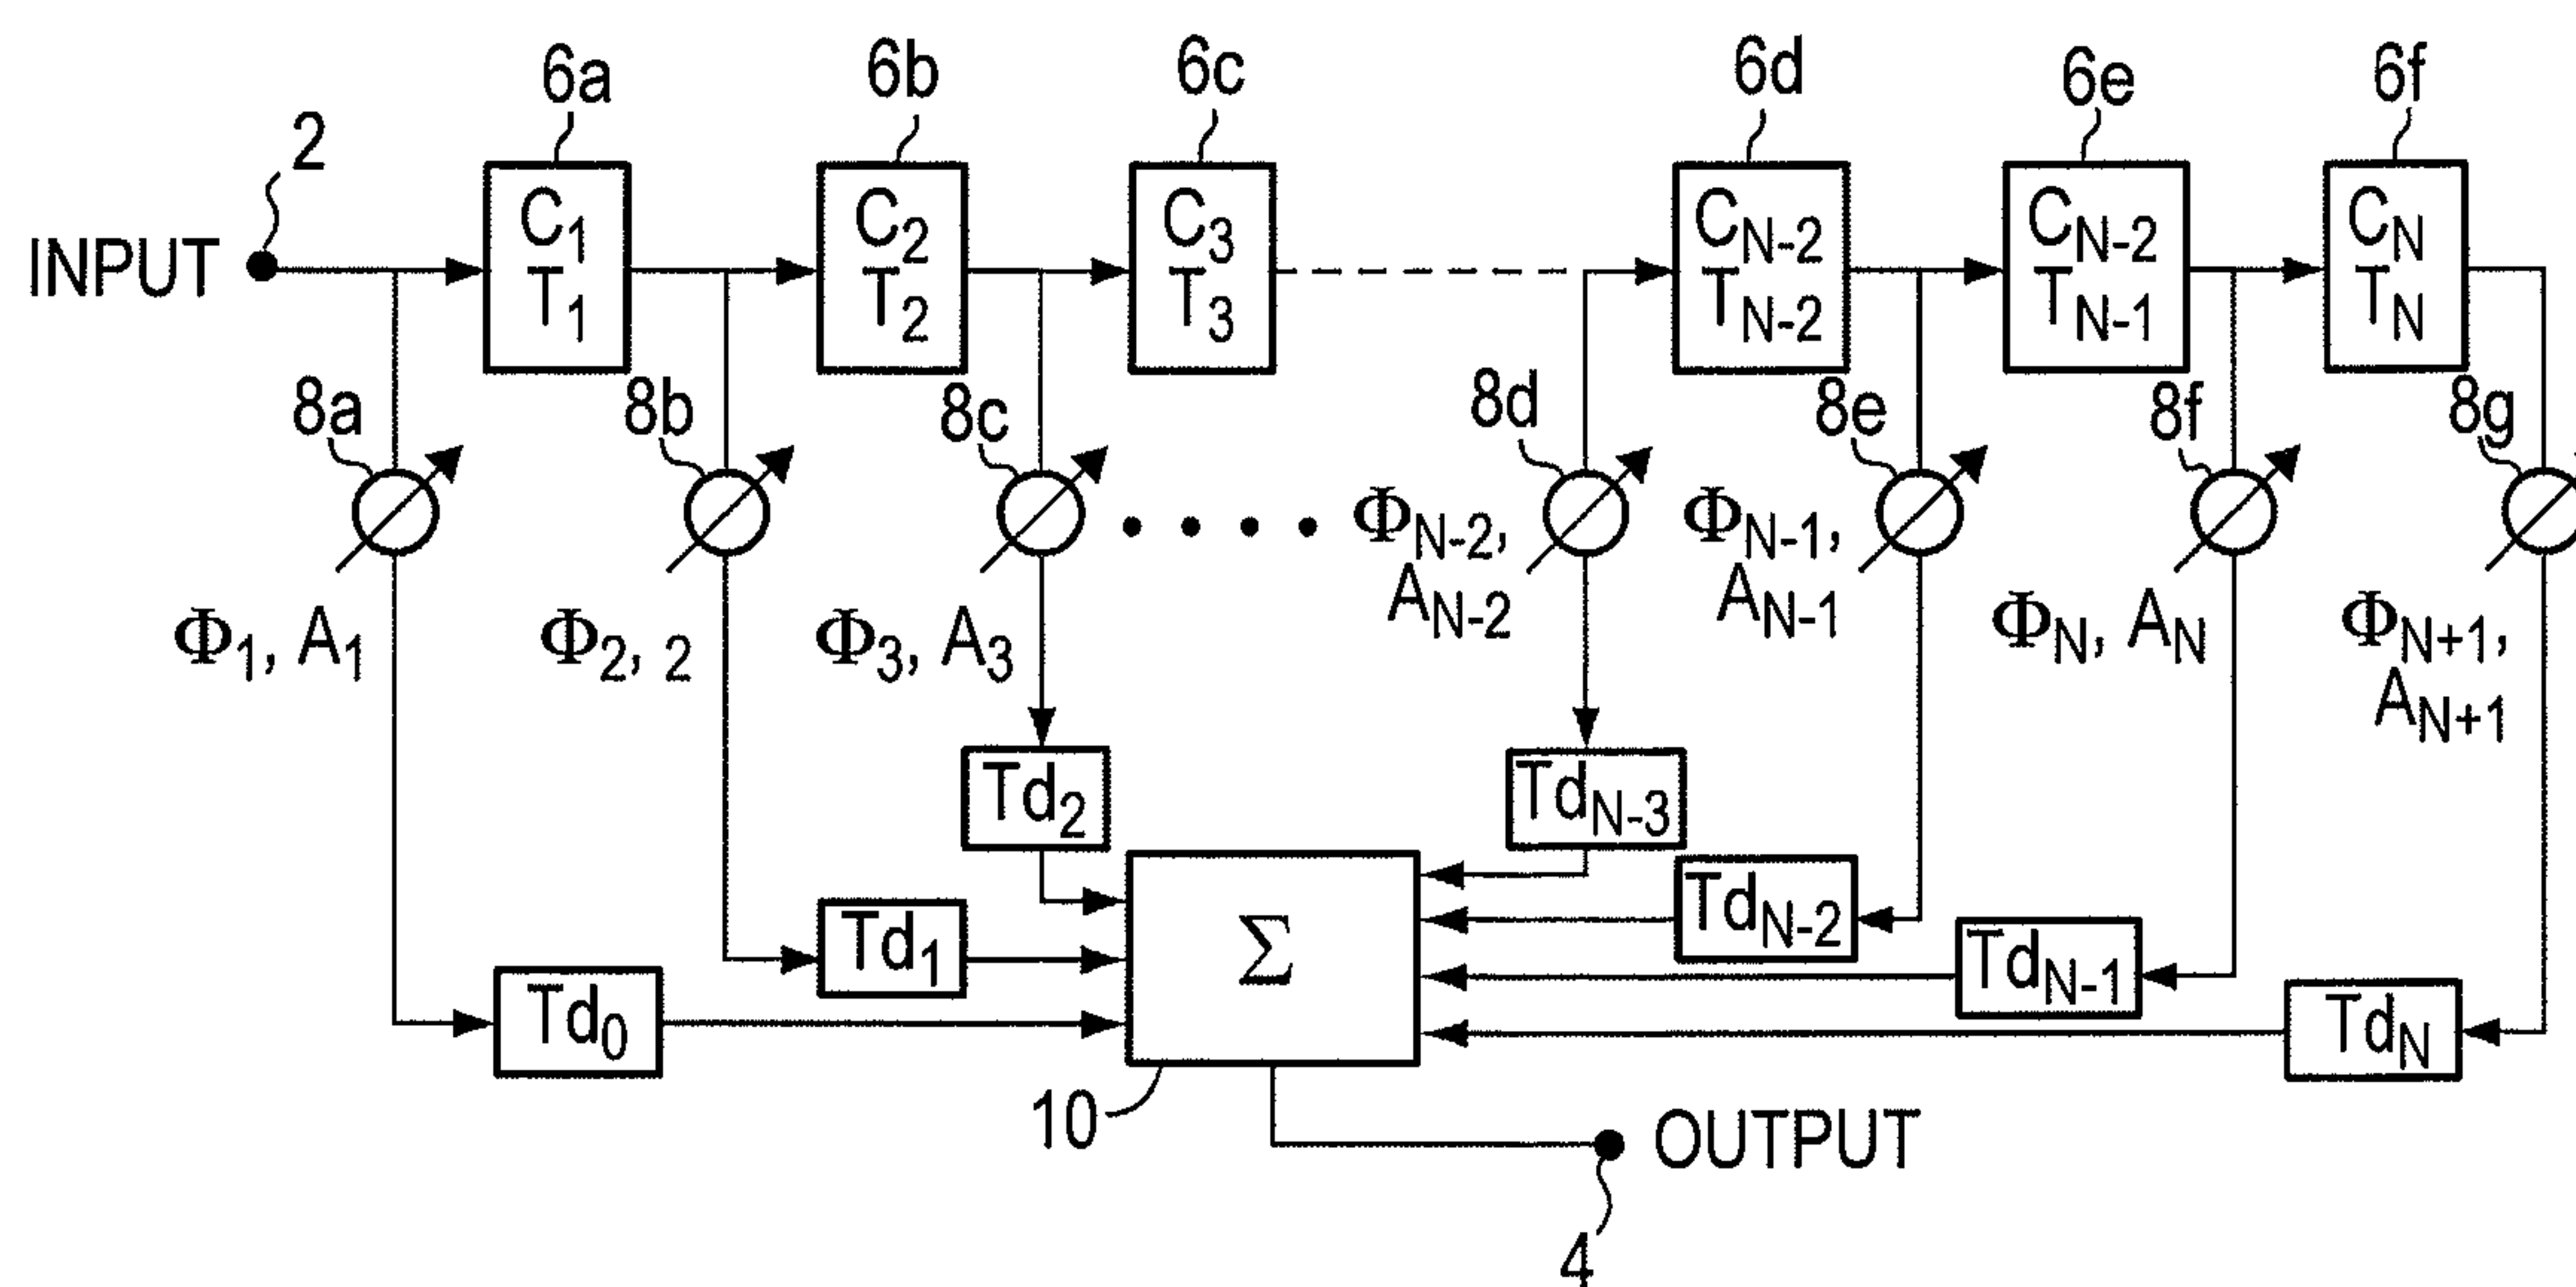 6a
6b
6c
6d
6e
6f
2
INPUT
C1
T1
C2
T2
C3
T3
CN-2
TN-2
CN-2
TN-1
CN
TN
8a
8b
8c
8d
8e
8f
8g
Φ1, A1
Φ2, 2
Φ3, A3
ΦN-2,
AN-2
ΦN-1,
AN-1
ΦN, AN
ΦN+1,
AN+1
Td2
TdN-3
Td1
Σ
TdN-2
TdN-1
Td0
TdN
10
OUTPUT
4